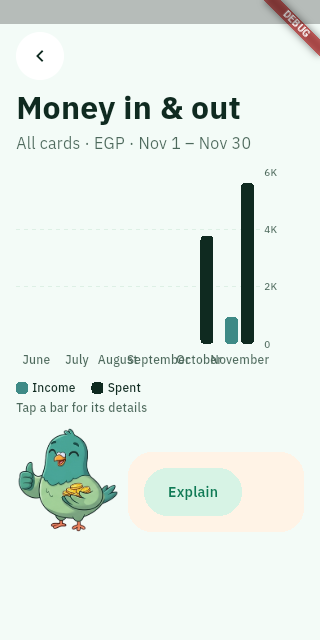 DEBUG
Money in & out
All cards · EGP · Nov 1 – Nov 30
6K
4K
2K
0
June July August September October November
Income Spent
Tap a bar for its details
Explain